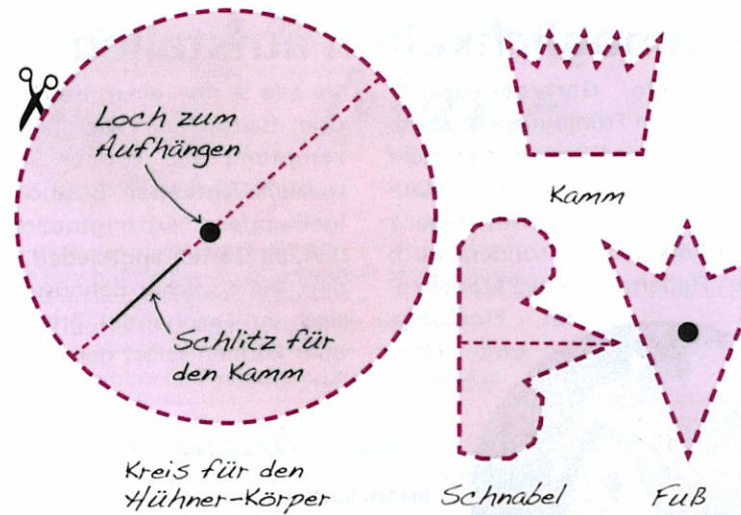 Loch zum
Aufhängen
Schlitz für
den Kamm
Kreis für den
Hühner-Körper
Kamm
Schnabel
Fuß